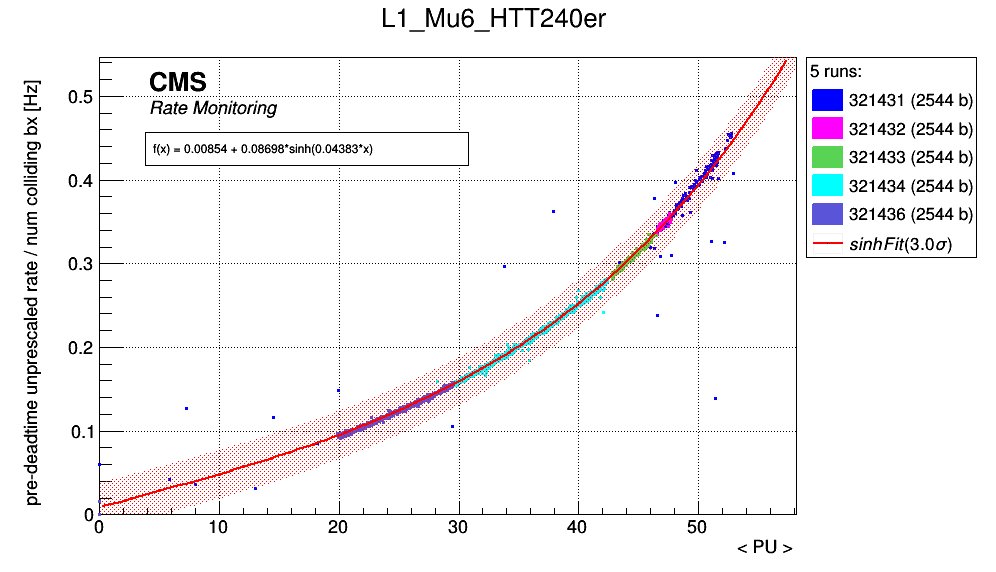 L1_Mu6_HTT240er
pre-deadtime unprescaled rate / num colliding bx [Hz]
CMS
Rate Monitoring
f(x) = 0.00854 + 0.08698*sinh(0.04383*x)
0.5
0.4
0.3
0.2
0.1
0
0 10 20 30 40 50
< PU >
5 runs:
321431 (2544 b)
321432 (2544 b)
321433 (2544 b)
321434 (2544 b)
321436 (2544 b)
sinhFit(3.0σ)